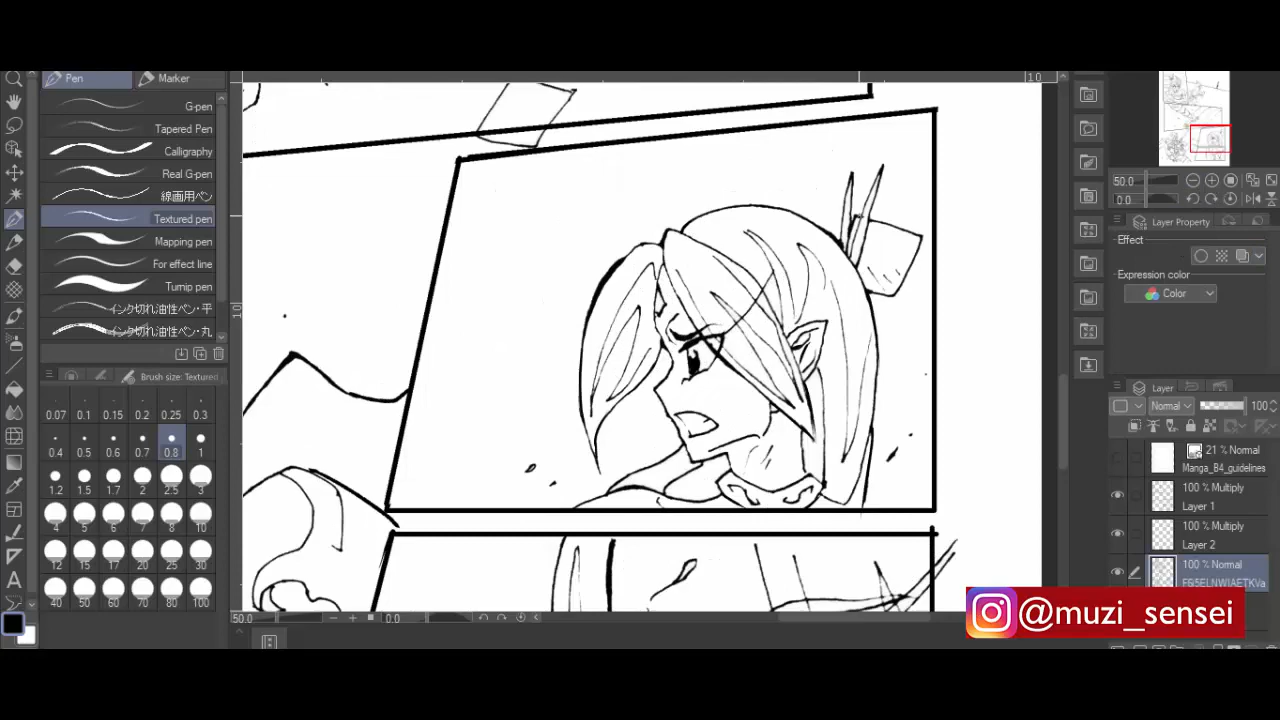 Pen
Marker
G-pen
Tapered Pen
Calligraphy
Real G-pen
線画用ペン
Textured pen
Mapping pen
For effect line
Turnip pen
インク切れ油性ペン・平
インク切れ油性ペン・丸
Brush size: Textured
0.07 0.1 0.15 0.2 0.25 0.3
0.4 0.5 0.6 0.7 0.8 1
1.2 1.5 1.7 2 2.5 3
4 5 6 7 8 10
12 15 17 20 25 30
40 50 60 70 80 100
10
10
50.0
0.0
50.0
0.0
Layer Property
Effect
Expression color
Color
Layer
Normal
100
21 % Normal
Manga_B4_guidelines
100 % Multiply
Layer 1
100 % Multiply
Layer 2
100 % Normal
@muzi_sensei